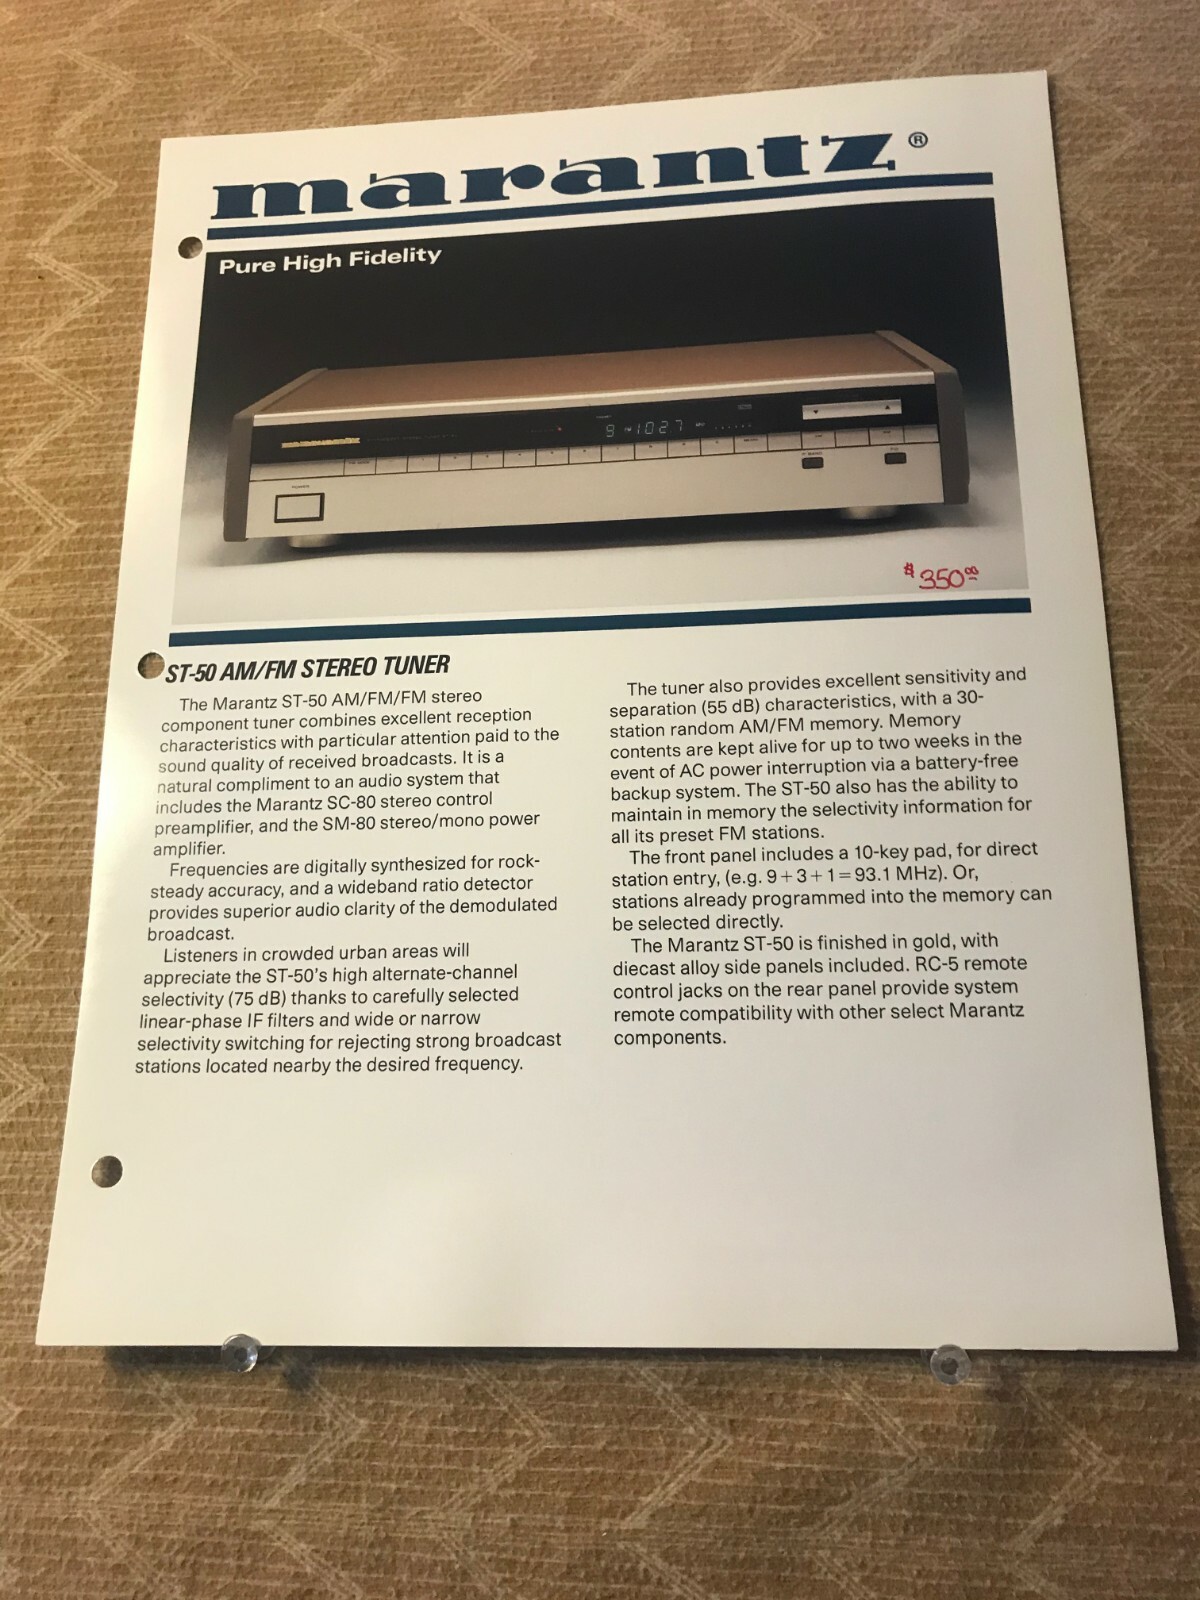 marantz®
Pure High Fidelity
marantz
9 FM 1027 MHz
POWER
$350.00
ST-50 AM/FM STEREO TUNER
The Marantz ST-50 AM/FM/FM stereo
component tuner combines excellent reception
characteristics with particular attention paid to the
sound quality of received broadcasts. It is a
natural compliment to an audio system that
includes the Marantz SC-80 stereo control
preamplifier, and the SM-80 stereo/mono power
amplifier.
Frequencies are digitally synthesized for rock-
steady accuracy, and a wideband ratio detector
provides superior audio clarity of the demodulated
broadcast.
Listeners in crowded urban areas will
appreciate the ST-50's high alternate-channel
selectivity (75 dB) thanks to carefully selected
linear-phase IF filters and wide or narrow
selectivity switching for rejecting strong broadcast
stations located nearby the desired frequency.
The tuner also provides excellent sensitivity and
separation (55 dB) characteristics, with a 30-
station random AM/FM memory. Memory
contents are kept alive for up to two weeks in the
event of AC power interruption via a battery-free
backup system. The ST-50 also has the ability to
maintain in memory the selectivity information for
all its preset FM stations.
The front panel includes a 10-key pad, for direct
station entry, (e.g. 9+3+1=93.1 MHz). Or,
stations already programmed into the memory can
be selected directly.
The Marantz ST-50 is finished in gold, with
diecast alloy side panels included. RC-5 remote
control jacks on the rear panel provide system
remote compatibility with other select Marantz
components.